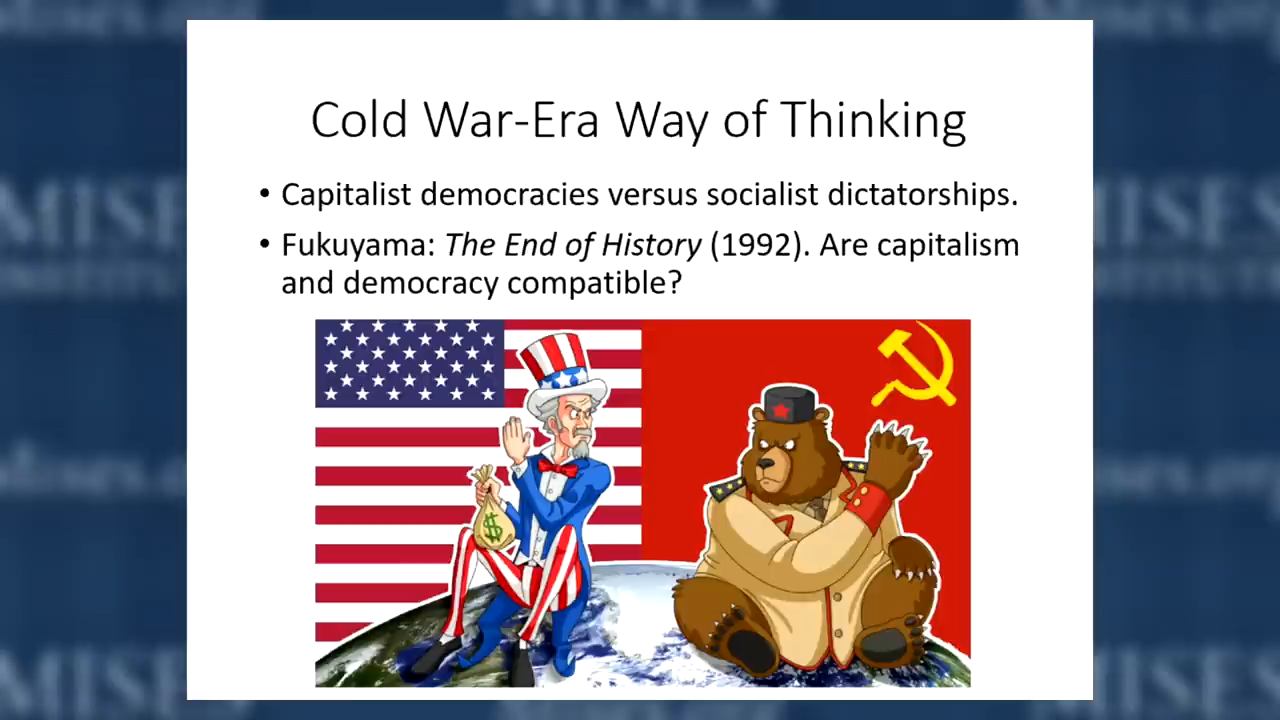 Cold War-Era Way of Thinking
• Capitalist democracies versus socialist dictatorships.
• Fukuyama: The End of History (1992). Are capitalism
and democracy compatible?
$